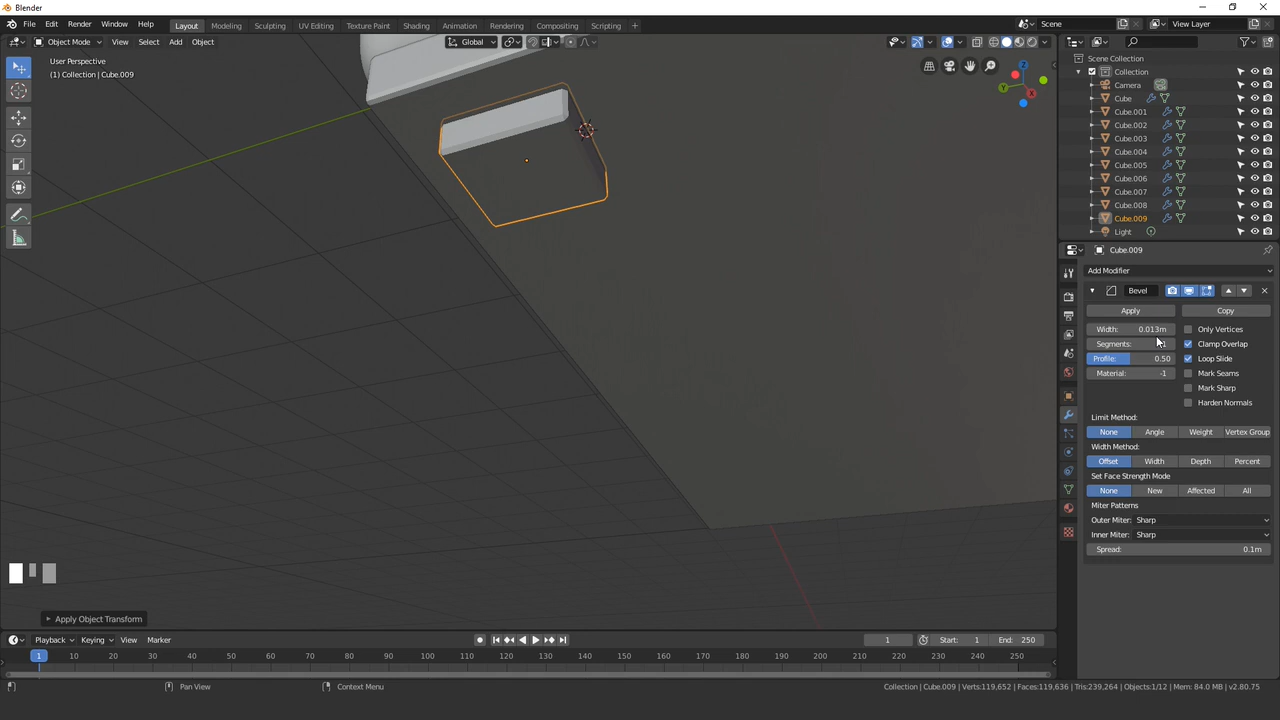 Blender
File Edit Render Window Help Layout Modeling Sculpting UV Editing Texture Paint Shading Animation Rendering Compositing Scripting + Scene View Layer
Object Mode View Select Add Object Global
User Perspective
(1) Collection | Cube.009
Z
Y
X
Scene Collection
Collection
Camera
Cube
Cube.001
Cube.002
Cube.003
Cube.004
Cube.005
Cube.006
Cube.007
Cube.008
Cube.009
Light
Cube.009
Add Modifier
Bevel
Apply Copy
Width: 0.013m Only Vertices
Segments: Clamp Overlap
Profile: 0.50 Loop Slide
Material: -1 Mark Seams
Mark Sharp
Harden Normals
Limit Method:
None Angle Weight Vertex Group
Width Method:
Offset Width Depth Percent
Set Face Strength Mode
None New Affected All
Miter Patterns
Outer Miter: Sharp
Inner Miter: Sharp
Spread: 0.1m
Apply Object Transform
Playback Keying View Marker 1 Start: 1 End: 250
1 10 20 30 40 50 60 70 80 90 100 110 120 130 140 150 160 170 180 190 200 210 220 230 240 250
Pan View Context Menu Collection | Cube.009 | Verts:119,652 | Faces:119,636 | Tris:239,264 | Objects:1/12 | Mem: 84.0 MB | v2.80.75